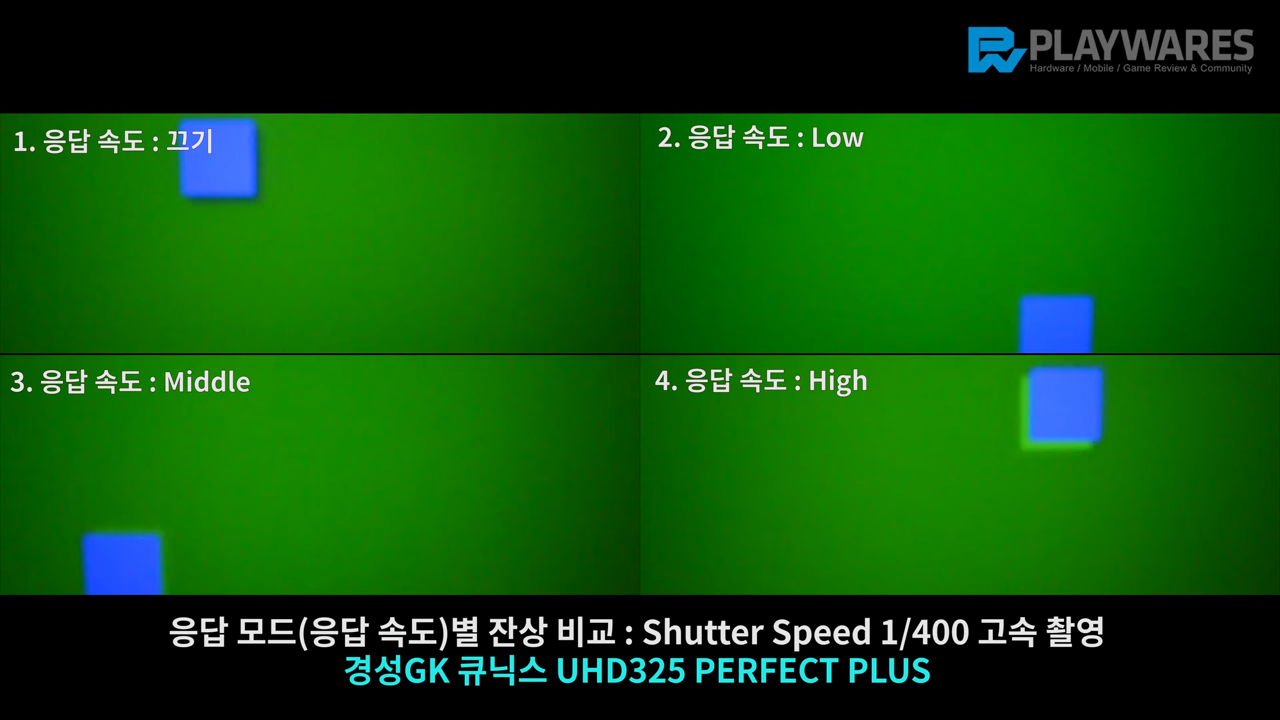 PLAYWARES
Hardware / Mobile / Game Review & Community
1. 응답 속도 : 끄기
2. 응답 속도 : Low
3. 응답 속도 : Middle
4. 응답 속도 : High
응답 모드(응답 속도)별 잔상 비교 : Shutter Speed 1/400 고속 촬영
경성GK 큐닉스 UHD325 PERFECT PLUS